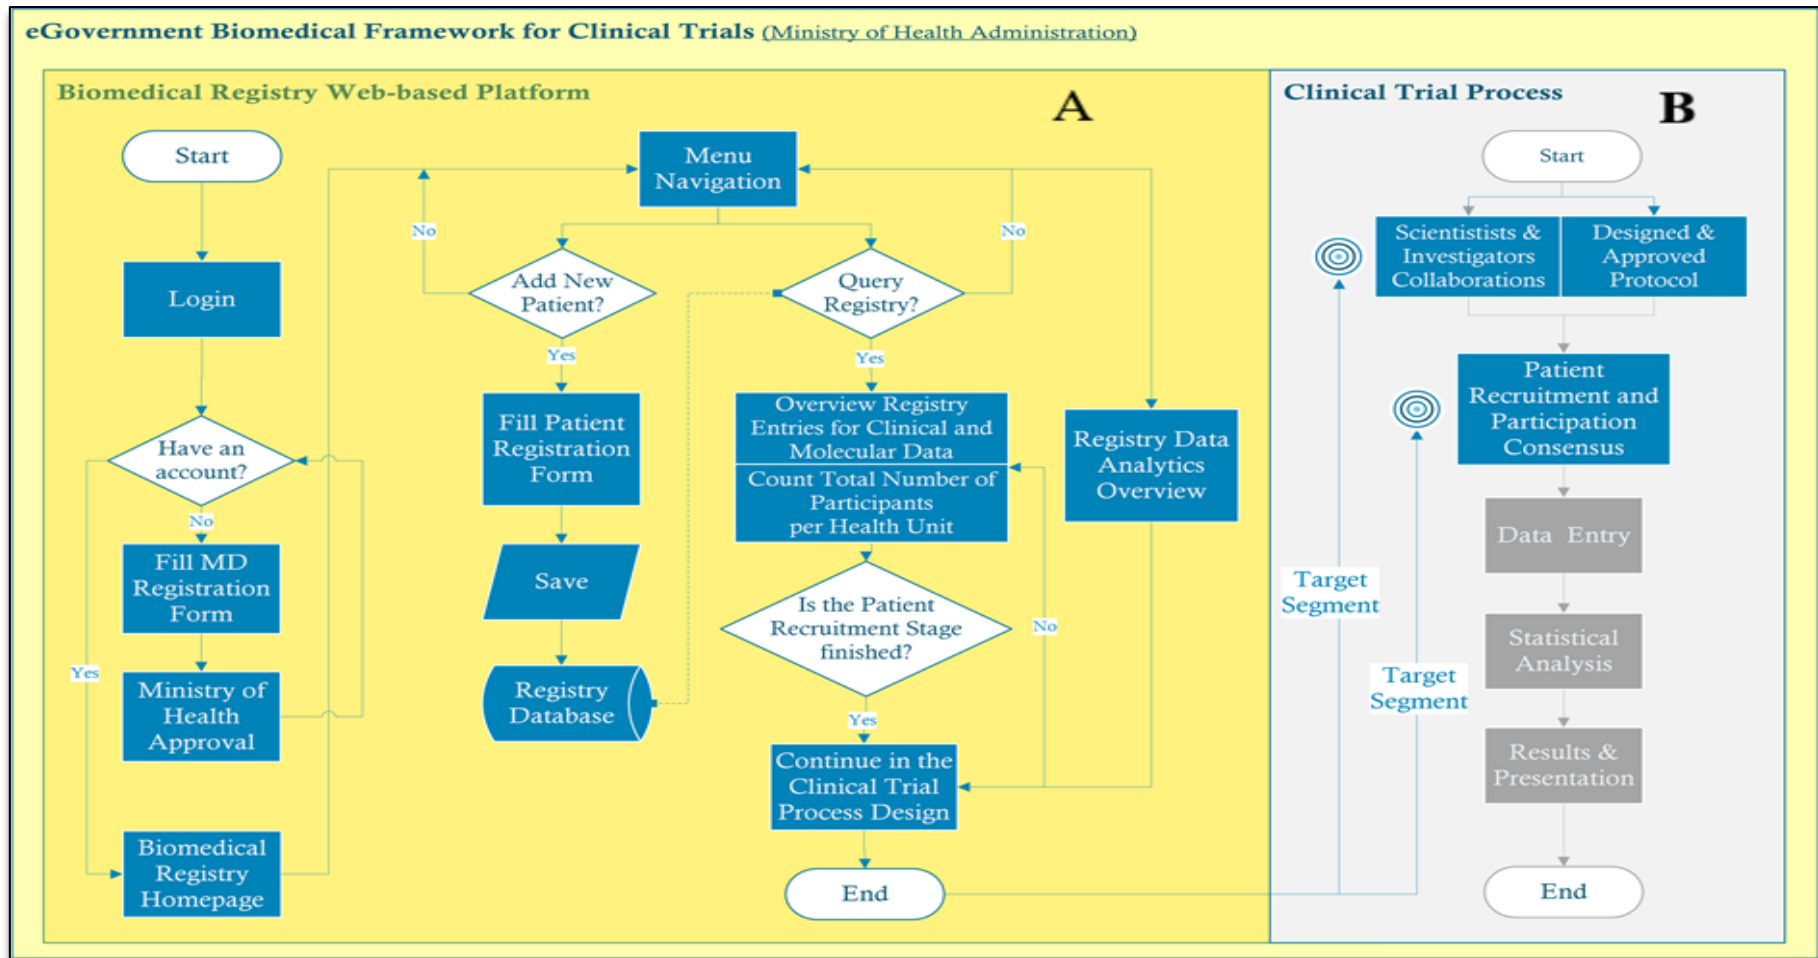 eGovernment Biomedical Framework for Clinical Trials (Ministry of Health Administration)
Biomedical Registry Web-based Platform
A
Start
Login
Have an
account?
No
Yes
Fill MD
Registration
Form
Ministry of
Health
Approval
Biomedical
Registry
Homepage
Menu
Navigation
No
Add New
Patient?
Yes
Fill Patient
Registration
Form
Save
Registry
Database
No
Query
Registry?
Yes
Overview Registry
Entries for Clinical and
Molecular Data
Count Total Number of
Participants
per Health Unit
Is the Patient
Recruitment Stage
finished?
No
Yes
Continue in the
Clinical Trial
Process Design
End
Registry Data
Analytics
Overview
Clinical Trial Process
B
Start
Scientistists &
Investigators
Collaborations
Designed &
Approved
Protocol
Patient
Recruitment and
Participation
Consensus
Data Entry
Statistical
Analysis
Results &
Presentation
End
Target
Segment
Target
Segment